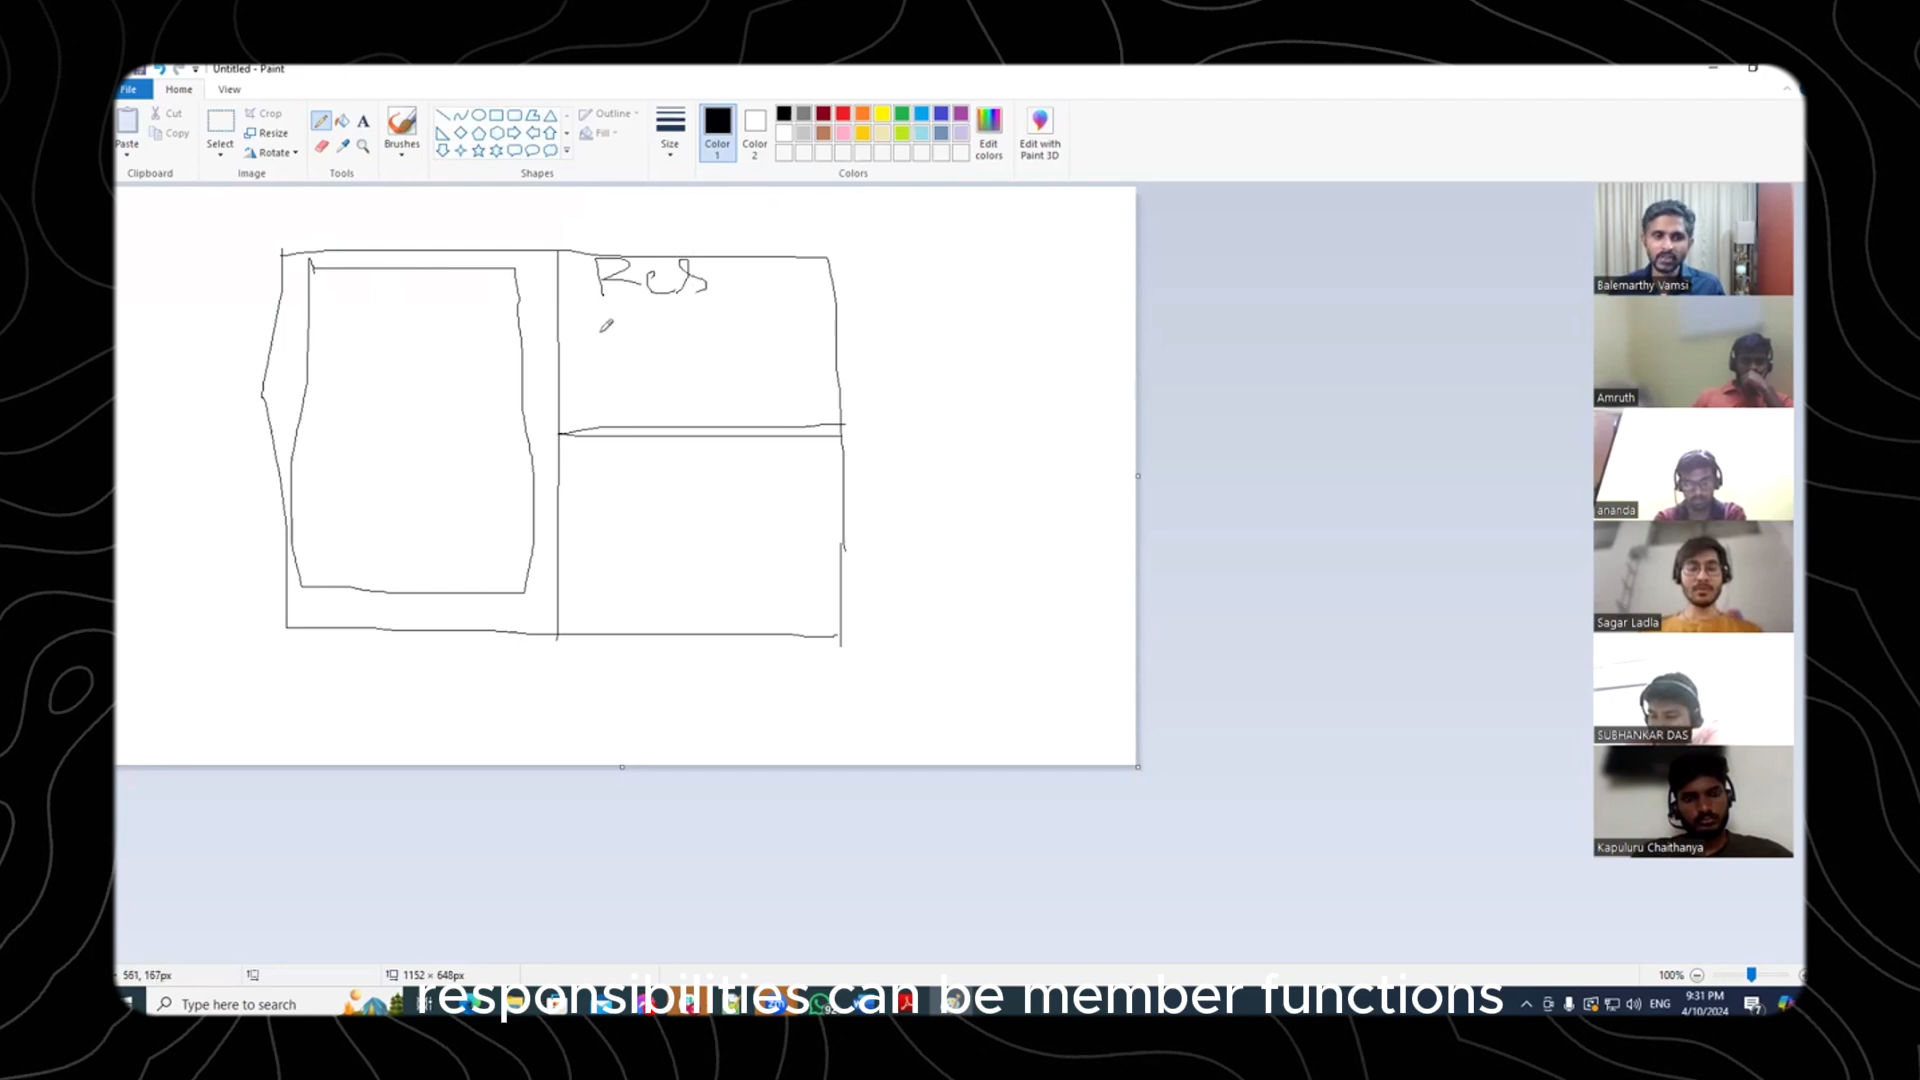 Untitled - Paint
File
Home
View
Paste
Cut
Copy
Clipboard
Select
Crop
Resize
Rotate
Image
A
Tools
Brushes
Outline
Fill
Shapes
Size
Color
1
Color
2
Edit
colors
Edit with
Paint 3D
Colors
Balemarthy Vamsi
Amruth
ananda
Sagar Ladla
SUBHANKAR DAS
Kapuluru Chaithanya
561, 167px
1152 × 648px
100%
Type here to search
responsibilities can be member functions
ENG
9:31 PM
4/10/2024